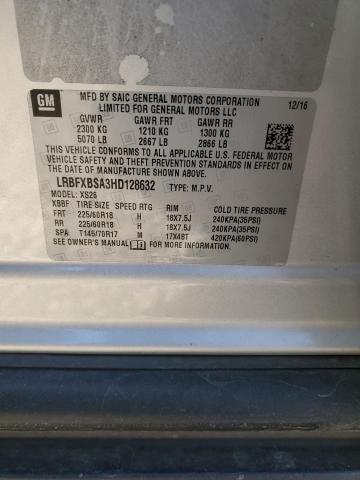 GM
MFD BY SAIC GENERAL MOTORS CORPORATION
LIMITED FOR GENERAL MOTORS LLC
12/16
GVWR GAWR FRT GAWR RR
2300 KG 1210 KG 1300 KG
5070 LB 2667 LB 2866 LB
THIS VEHICLE CONFORMS TO ALL APPLICABLE U.S.
FEDERAL MOTOR VEHICLE SAFETY STANDARDS IN EFFECT ON
THE DATE OF MANUFACTURE SHOWN ABOVE.
LRBFXBSA3HD128632 TYPE: M.P.V.
MODEL: XS26
XBBF TIRE SIZE SPEED RTG RIM COLD TIRE PRESSURE
FRT 225/60R18 H 18X7.5J 240KPA(35PSI)
RR 225/60R18 H 18X7.5J 240KPA(35PSI)
SPA T145/70R17 M 17X4BT 420KPA(60PSI)
SEE OWNER'S MANUAL FOR MORE INFORMATION.